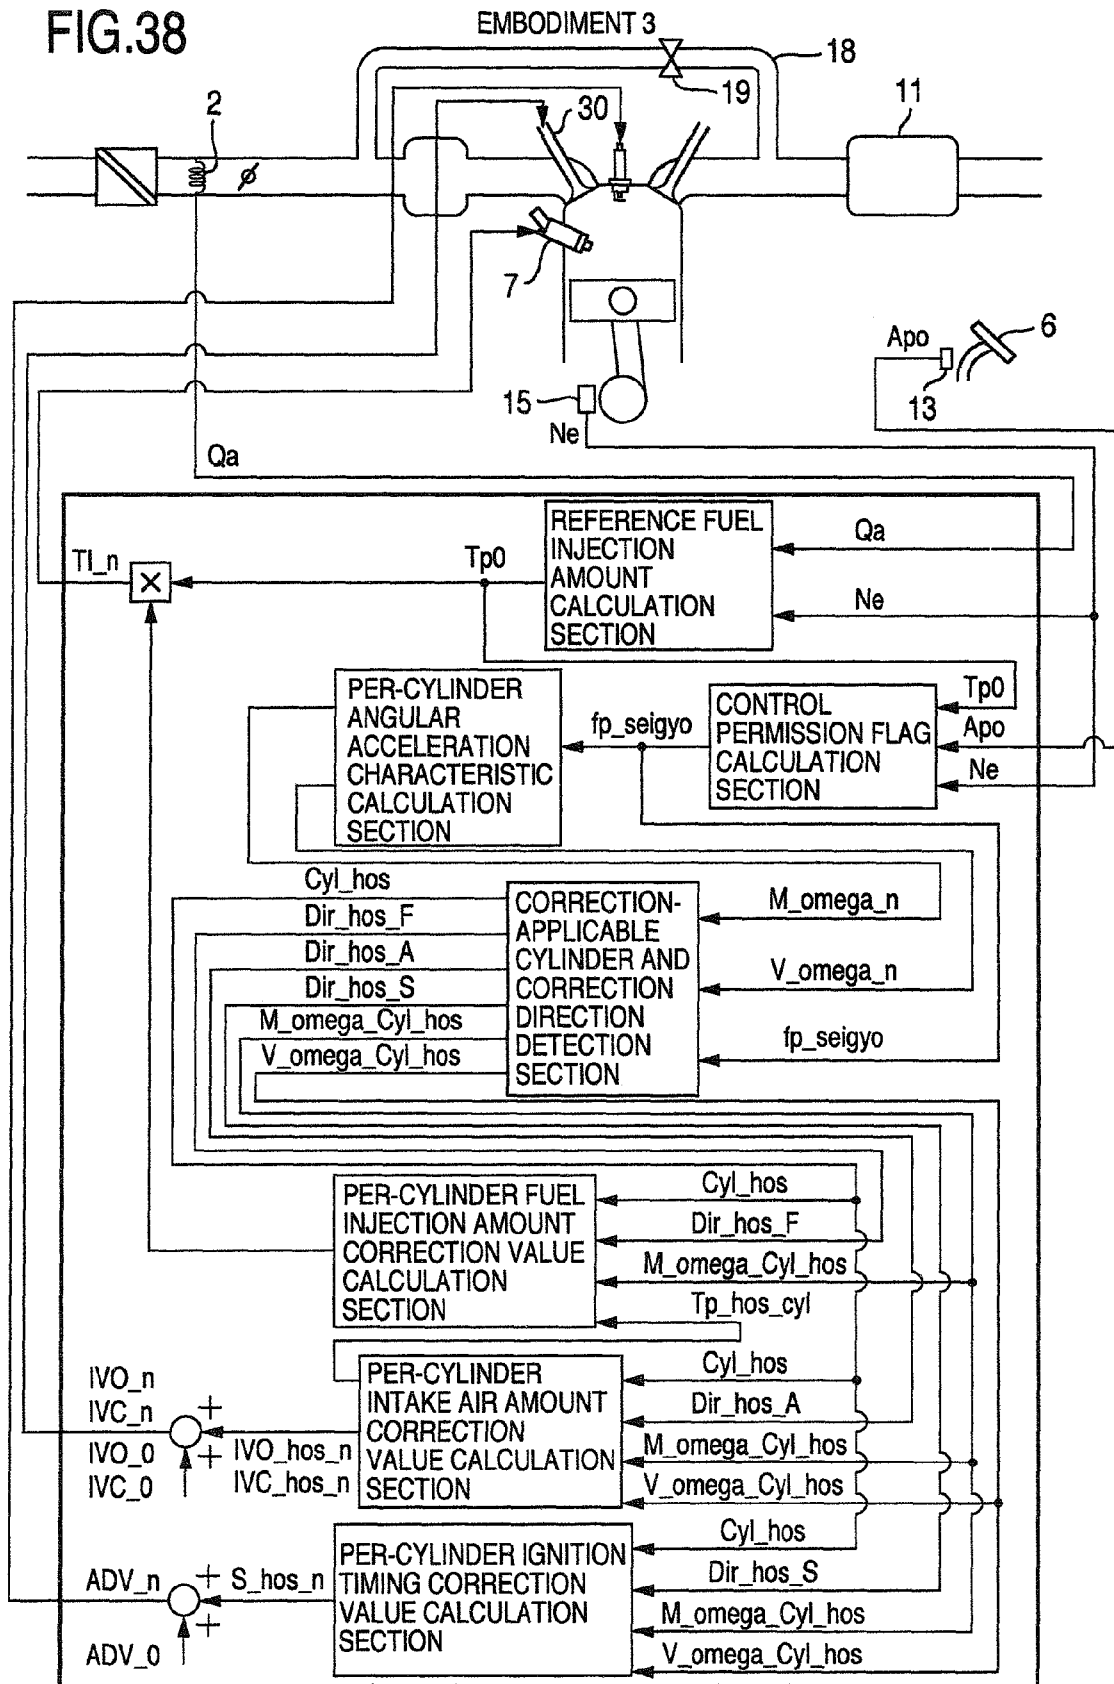 FIG.38
EMBODIMENT 3
18
19
30
11
2
7
6
Apo
13
15
Ne
Qa
REFERENCE FUEL
INJECTION
AMOUNT
CALCULATION
SECTION
Qa
Ne
Tp0
TI_n
×
PER-CYLINDER
ANGULAR
ACCELERATION
CHARACTERISTIC
CALCULATION
SECTION
fp_seigyo
CONTROL
PERMISSION FLAG
CALCULATION
SECTION
Tp0
Apo
Ne
Cyl_hos
Dir_hos_F
Dir_hos_A
Dir_hos_S
M_omega_Cyl_hos
V_omega_Cyl_hos
CORRECTION-
APPLICABLE
CYLINDER AND
CORRECTION
DIRECTION
DETECTION
SECTION
M_omega_n
V_omega_n
fp_seigyo
PER-CYLINDER FUEL
INJECTION AMOUNT
CORRECTION VALUE
CALCULATION
SECTION
Cyl_hos
Dir_hos_F
M_omega_Cyl_hos
Tp_hos_cyl
IVO_n
IVC_n
IVO_0
IVC_0
+
+
IVO_hos_n
IVC_hos_n
PER-CYLINDER
INTAKE AIR AMOUNT
CORRECTION
VALUE CALCULATION
SECTION
Cyl_hos
Dir_hos_A
M_omega_Cyl_hos
V_omega_Cyl_hos
ADV_n
ADV_0
+
+
S_hos_n
PER-CYLINDER IGNITION
TIMING CORRECTION
VALUE CALCULATION
SECTION
Cyl_hos
Dir_hos_S
M_omega_Cyl_hos
V_omega_Cyl_hos